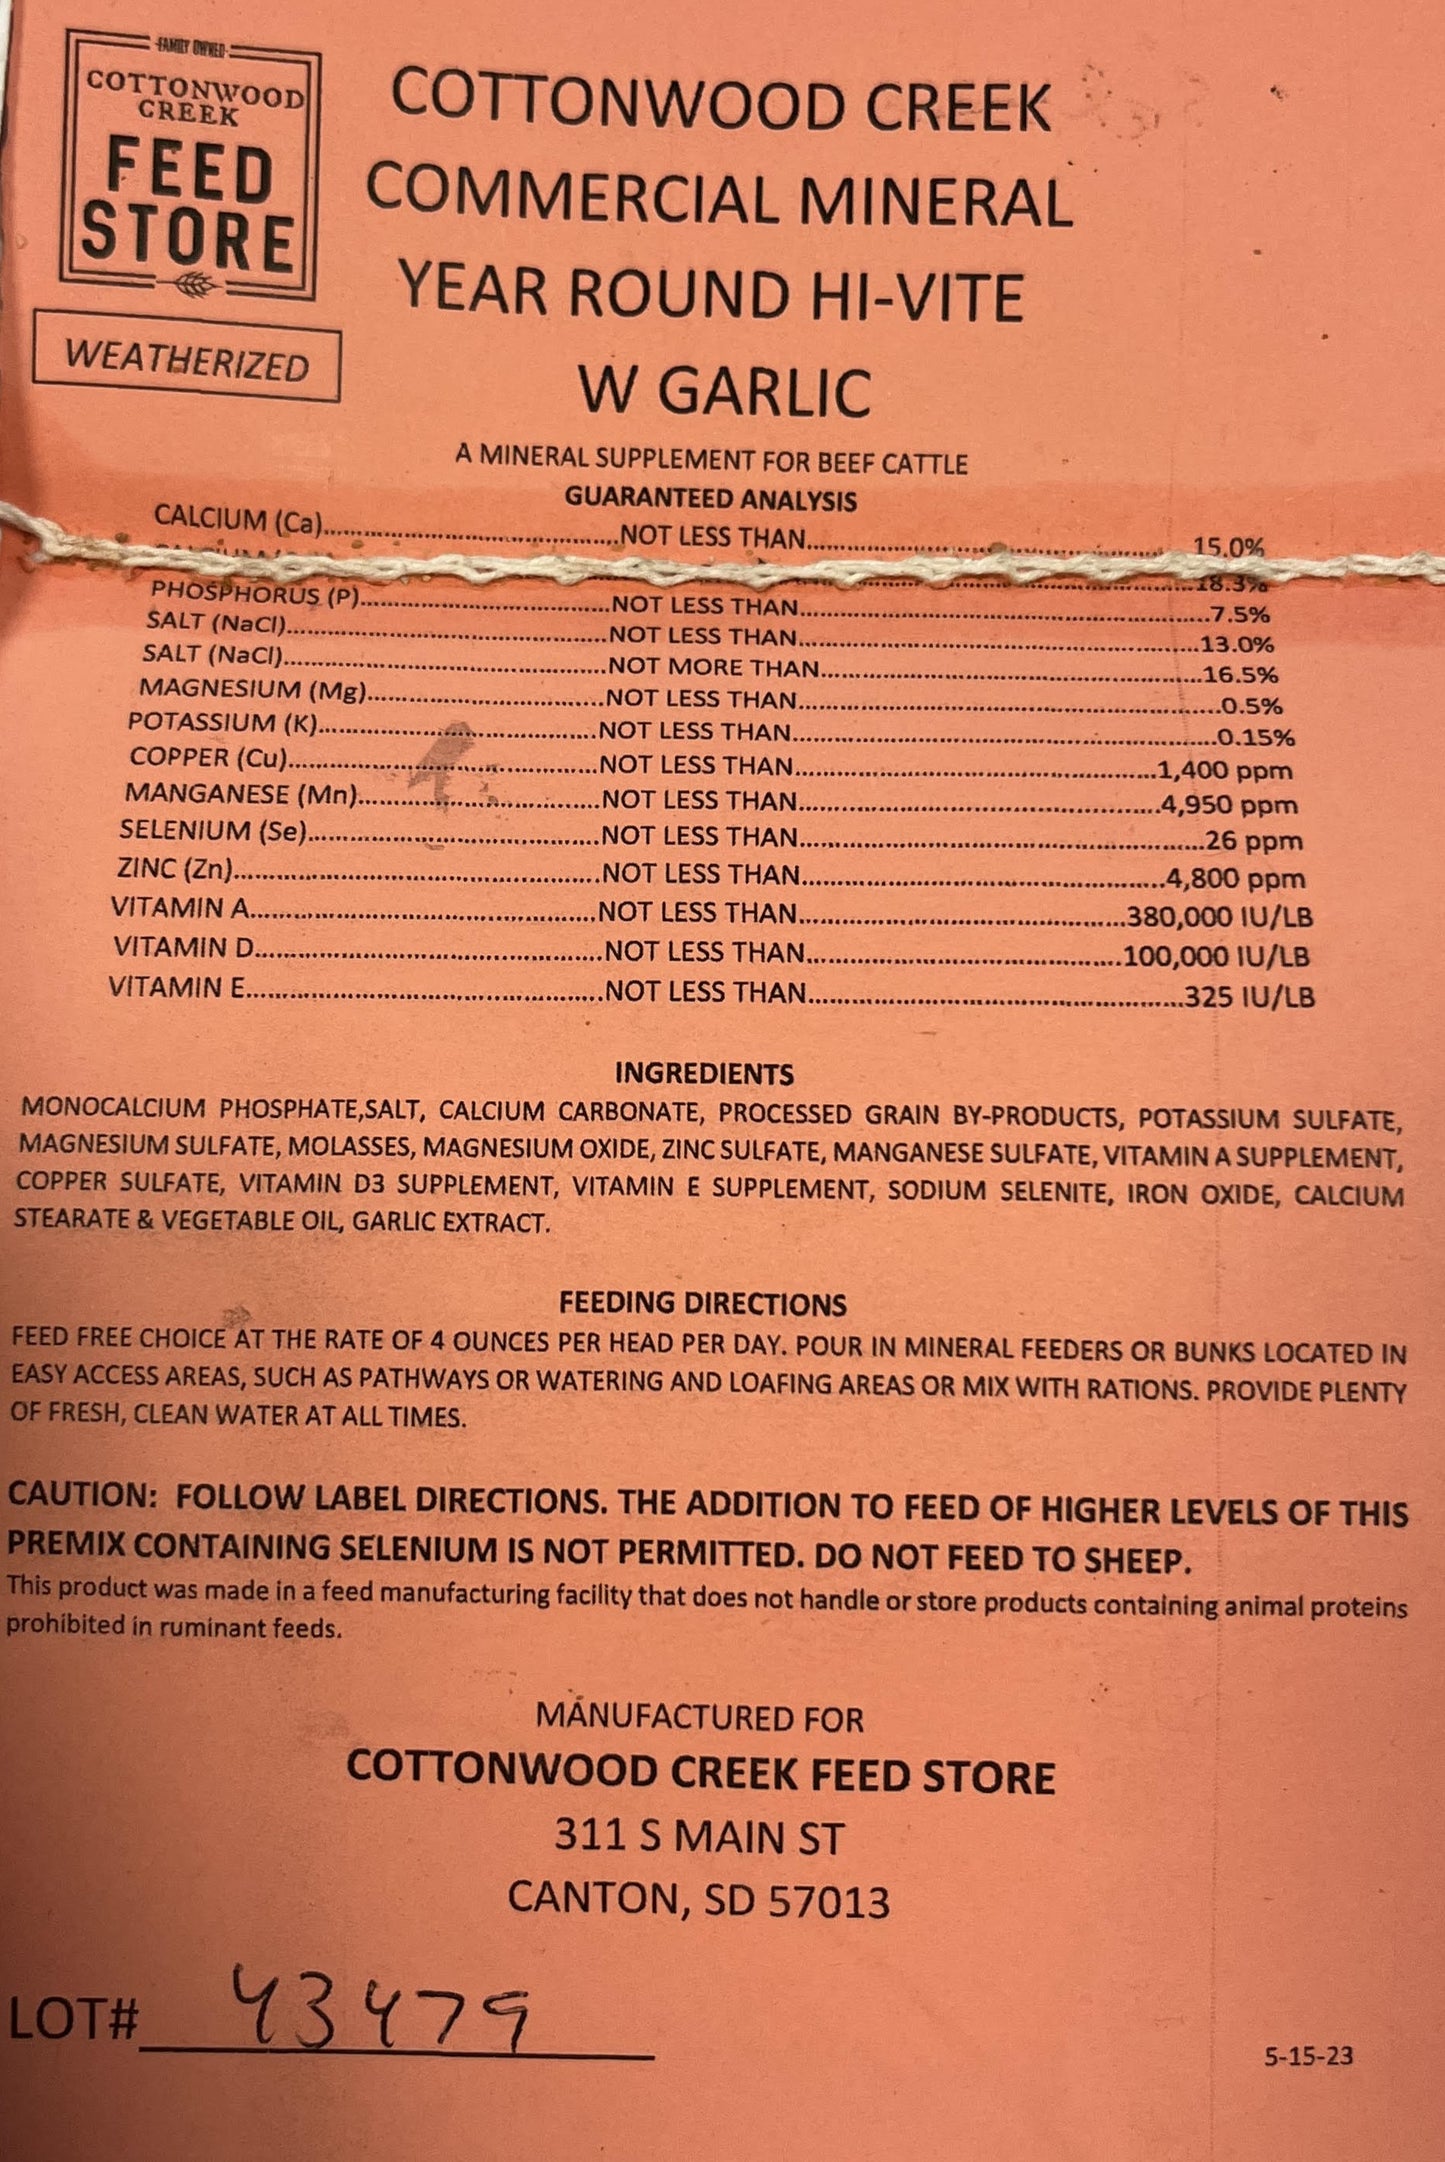 -FAMILY OWNED-
COTTONWOOD
CREEK
FEED
STORE
WEATHERIZED
COTTONWOOD CREEK
COMMERCIAL MINERAL
YEAR ROUND HI-VITE
W GARLIC
A MINERAL SUPPLEMENT FOR BEEF CATTLE
GUARANTEED ANALYSIS
CALCIUM (Ca)...NOT LESS THAN...15.0%
...18.3%
PHOSPHORUS (P)...NOT LESS THAN...7.5%
SALT (NaCl)...NOT LESS THAN...13.0%
SALT (NaCl)...NOT MORE THAN...16.5%
MAGNESIUM (Mg)...NOT LESS THAN...0.5%
POTASSIUM (K)...NOT LESS THAN...0.15%
COPPER (Cu)...NOT LESS THAN...1,400 ppm
MANGANESE (Mn)...NOT LESS THAN...4,950 ppm
SELENIUM (Se)...NOT LESS THAN...26 ppm
ZINC (Zn)...NOT LESS THAN...4,800 ppm
VITAMIN A...NOT LESS THAN...380,000 IU/LB
VITAMIN D...NOT LESS THAN...100,000 IU/LB
VITAMIN E...NOT LESS THAN...325 IU/LB
INGREDIENTS
MONOCALCIUM PHOSPHATE,SALT, CALCIUM CARBONATE, PROCESSED GRAIN BY-PRODUCTS, POTASSIUM SULFATE,
MAGNESIUM SULFATE, MOLASSES, MAGNESIUM OXIDE, ZINC SULFATE, MANGANESE SULFATE, VITAMIN A SUPPLEMENT,
COPPER SULFATE, VITAMIN D3 SUPPLEMENT, VITAMIN E SUPPLEMENT, SODIUM SELENITE, IRON OXIDE, CALCIUM
STEARATE & VEGETABLE OIL, GARLIC EXTRACT.
FEEDING DIRECTIONS
FEED FREE CHOICE AT THE RATE OF 4 OUNCES PER HEAD PER DAY. POUR IN MINERAL FEEDERS OR BUNKS LOCATED IN
EASY ACCESS AREAS, SUCH AS PATHWAYS OR WATERING AND LOAFING AREAS OR MIX WITH RATIONS. PROVIDE PLENTY
OF FRESH, CLEAN WATER AT ALL TIMES.
CAUTION: FOLLOW LABEL DIRECTIONS. THE ADDITION TO FEED OF HIGHER LEVELS OF THIS
PREMIX CONTAINING SELENIUM IS NOT PERMITTED. DO NOT FEED TO SHEEP.
This product was made in a feed manufacturing facility that does not handle or store products containing animal proteins
prohibited in ruminant feeds.
MANUFACTURED FOR
COTTONWOOD CREEK FEED STORE
311 S MAIN ST
CANTON, SD 57013
LOT# 43479
5-15-23